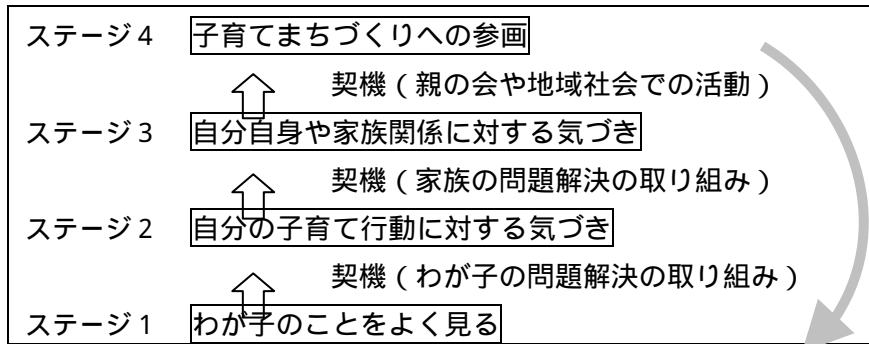 ステージ4 子育てまちづくりへの参画
契機(親の会や地域社会での活動)
ステージ3 自分自身や家族関係に対する気づき
契機(家族の問題解決の取り組み)
ステージ2 自分の子育て行動に対する気づき
契機(わが子の問題解決の取り組み)
ステージ1 わが子のことをよく見る